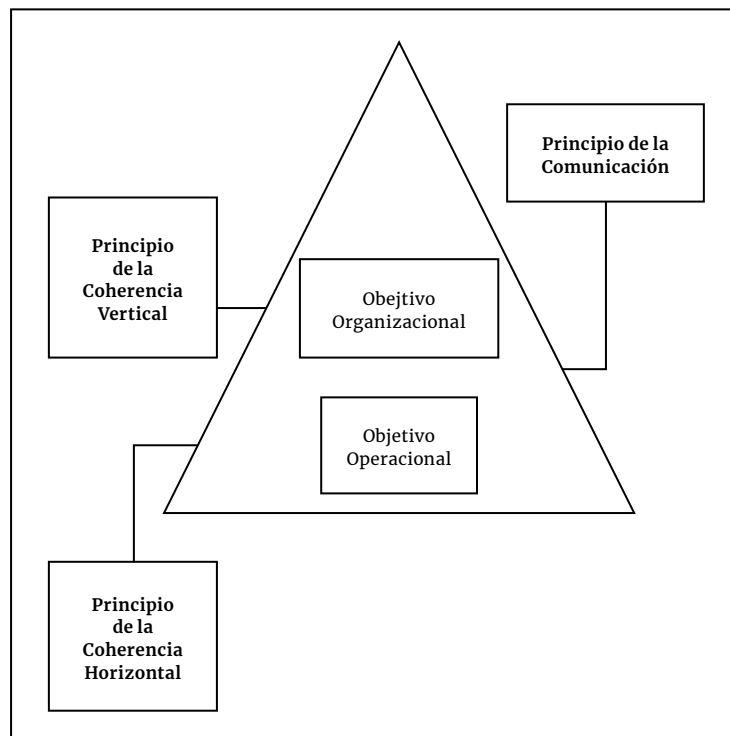 Principio de la
Comunicación
Principio
de la
Coherencia
Vertical
Obejtivo
Organizacional
Objetivo
Operacional
Principio
de la
Coherencia
Horizontal